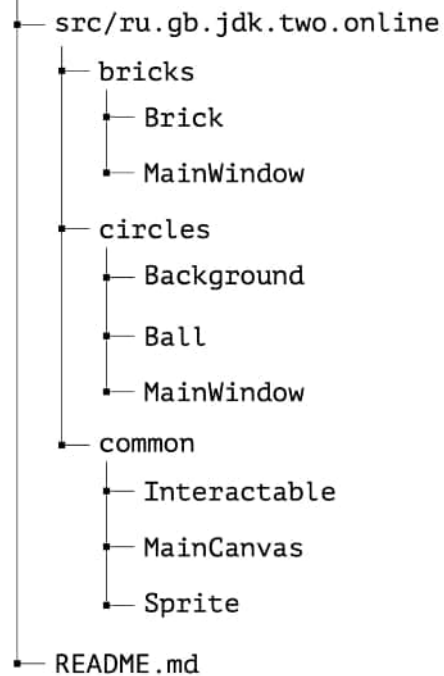 src/ru.gb.jdk.two.online
bricks
Brick
MainWindow
circles
Background
Ball
MainWindow
common
Interactable
MainCanvas
Sprite
README.md